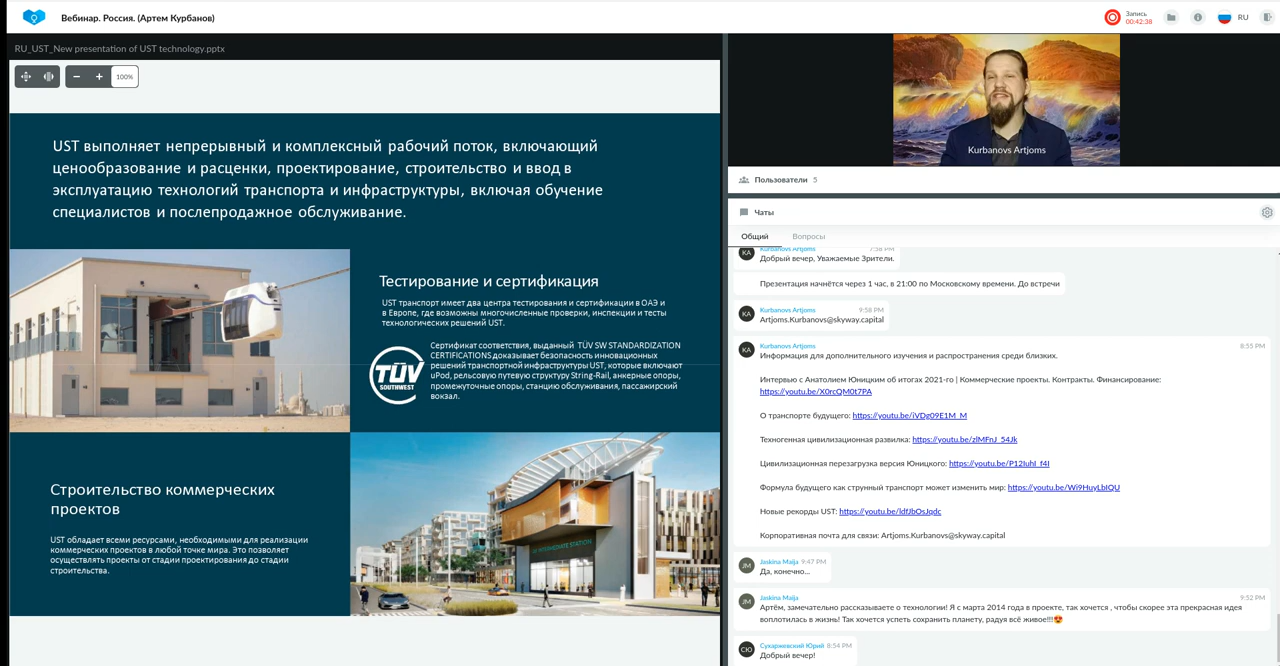 Вебинар. Россия. (Артем Курбанов)
Запись
00:42:38
RU
RU_UST_New presentation of UST technology.pptx
100%
UST выполняет непрерывный и комплексный рабочий поток, включающий
ценообразование и расценки, проектирование, строительство и ввод в
эксплуатацию технологий транспорта и инфраструктуры, включая обучение
специалистов и послепродажное обслуживание.
Тестирование и сертификация
UST транспорт имеет два центра тестирования и сертификации в ОАЭ и
в Европе, где возможны многочисленные проверки, инспекции и тесты
технологических решений UST.
TÜV
SOUTHWEST
Сертификат соответствия, выданный TÜV SW STANDARDIZATION
CERTIFICATIONS доказывает безопасность инновационных
решений транспортной инфраструктуры UST, которые включают
uPod, рельсовую путевую структуру String-Rail, анкерные опоры,
промежуточные опоры, станцию обслуживания, пассажирский
вокзал.
Строительство коммерческих
проектов
UST обладает всеми ресурсами, необходимыми для реализации
коммерческих проектов в любой точке мира. Это позволяет
осуществлять проекты от стадии проектирования до стадии
строительства.
INTERMEDIATE STATION
Kurbanovs Artjoms
Пользователи 5
Чаты
Общий Вопросы
KA Kurbanovs Artjoms 7:58 PM
Добрый вечер, Уважаемые Зрители.
Презентация начнётся через 1 час, в 21:00 по Московскому времени. До встречи
KA Kurbanovs Artjoms 9:58 PM
Artjoms.Kurbanovs@skyway.capital
KA Kurbanovs Artjoms 8:55 PM
Информация для дополнительного изучения и распространения среди близких.
Интервью с Анатолием Юницким об итогах 2021-го | Коммерческие проекты. Контракты. Финансирование:
https://youtu.be/X0rcQM0t7PA
О транспорте будущего: https://youtu.be/iVDg09E1M_M
Техногенная цивилизационная развилка: https://youtu.be/zlMFnJ_54Jk
Цивилизационная перезагрузка версия Юницкого: https://youtu.be/P12IuhI_f4I
Формула будущего как струнный транспорт может изменить мир: https://youtu.be/Wi9HuyLbIQU
Новые рекорды UST: https://youtu.be/ldfJbOsJqdc
Корпоративная почта для связи: Artjoms.Kurbanovs@skyway.capital
JM Jaskina Maija 9:47 PM
Да, конечно...
JM Jaskina Maija 9:52 PM
Артём, замечательно рассказываете о технологии! Я с марта 2014 года в проекте, так хочется , чтобы скорее эта прекрасная идея
воплотилась в жизнь! Так хочется успеть сохранить планету, радуя всё живое!!!😍
СЮ Сухаржевский Юрий 8:54 PM
Добрый вечер!